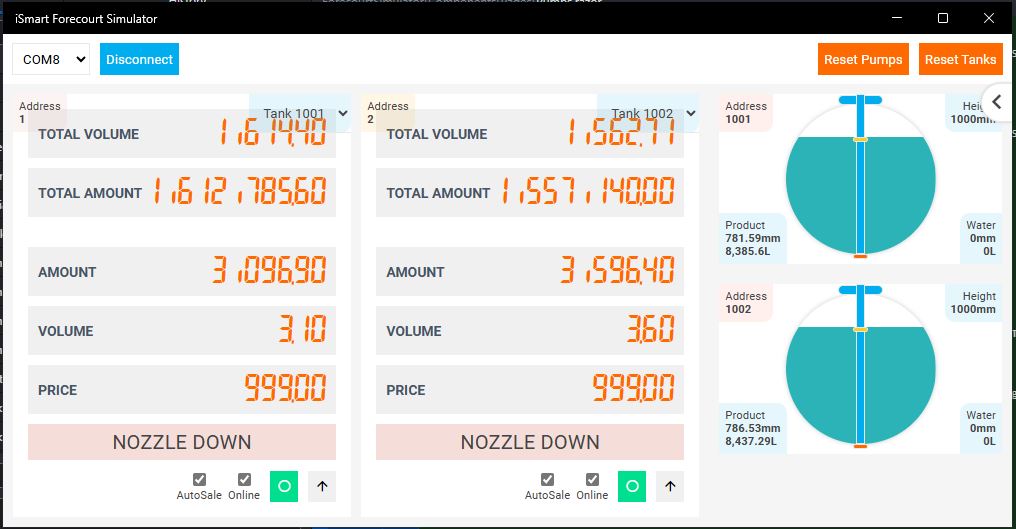 iSmart Forecourt Simulator
COM8
Disconnect
Reset Pumps
Reset Tanks
Address
1
Tank 1001
TOTAL VOLUME 1,614.40
TOTAL AMOUNT 1,612,785.60
AMOUNT 3,096.90
VOLUME 3.10
PRICE 999.00
NOZZLE DOWN
AutoSale
Online
Address
2
Tank 1002
TOTAL VOLUME 1,562.71
TOTAL AMOUNT 1,557,140.00
AMOUNT 3,596.40
VOLUME 3.60
PRICE 999.00
NOZZLE DOWN
AutoSale
Online
Address
1001
Height
1000mm
Product
781.59mm
8,385.6L
Water
0mm
0L
Address
1002
Height
1000mm
Product
786.53mm
8,437.29L
Water
0mm
0L